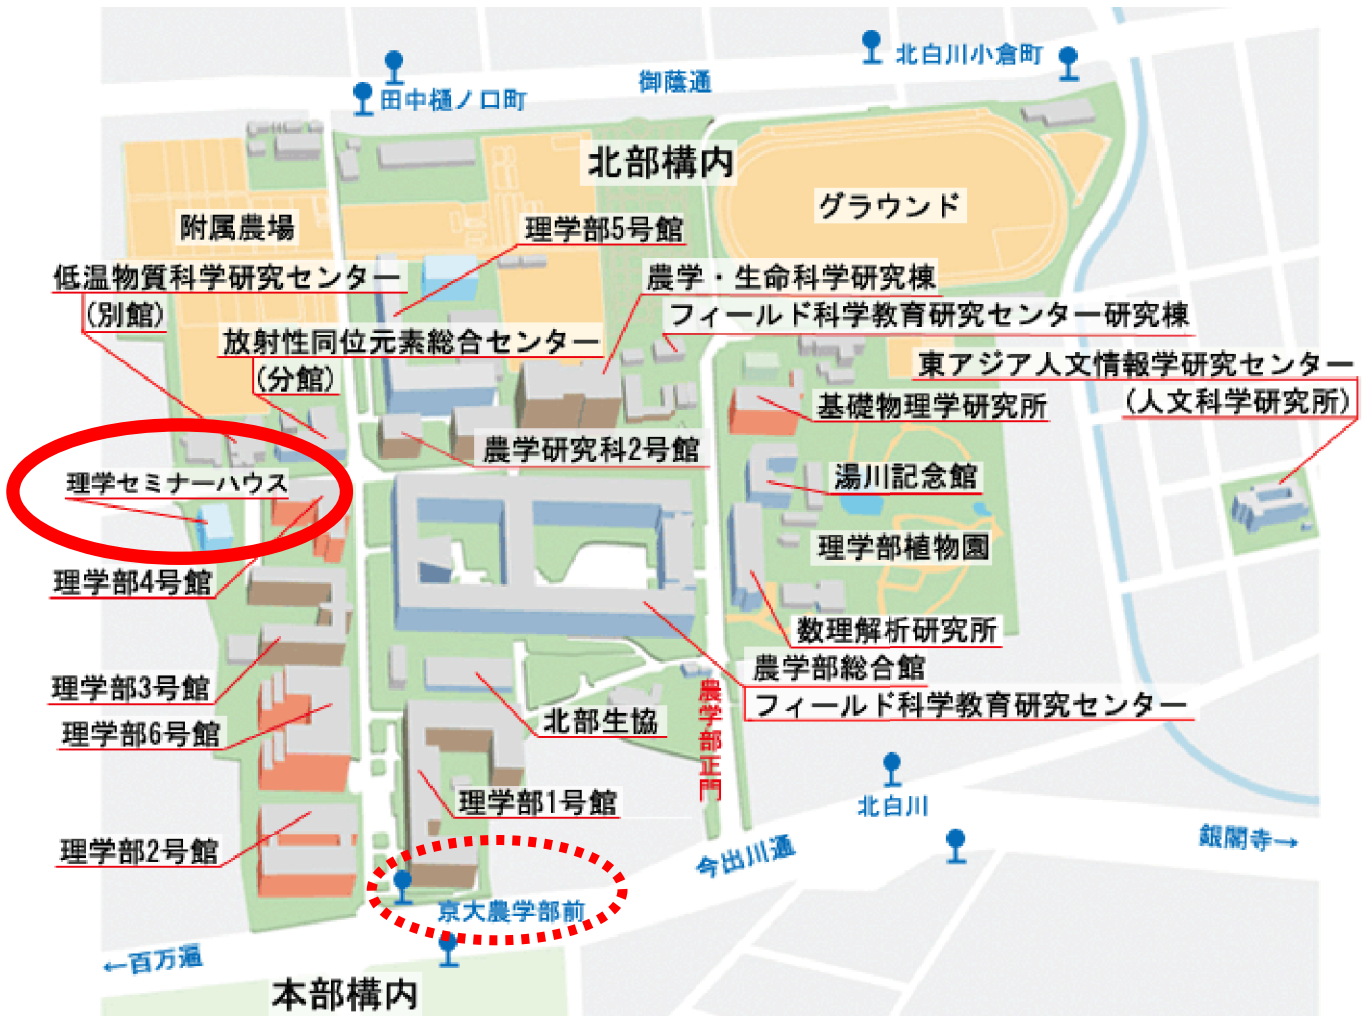 北白川小倉町
御蔭通
田中樋ノ口町
北部構内
グラウンド
附属農場
理学部5号館
低温物質科学研究センター
(別館)
農学・生命科学研究棟
フィールド科学教育研究センター研究棟
放射性同位元素総合センター
(分館)
東アジア人文情報学研究センター
(人文科学研究所)
基礎物理学研究所
農学研究科2号館
湯川記念館
理学セミナーハウス
理学部植物園
理学部4号館
数理解析研究所
農学部総合館
フィールド科学教育研究センター
理学部3号館
農学部正門
北部生協
理学部6号館
理学部1号館
北白川
理学部2号館
今出川通
銀閣寺→
京大農学部前
←百万遍
本部構内